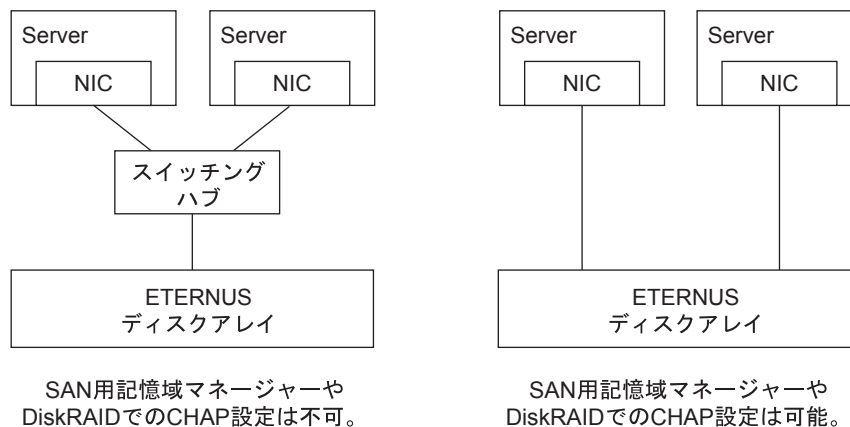 Server
NIC
Server
NIC
スイッチング
ハブ
ETERNUS
ディスクアレイ
SAN用記憶域マネージャーや
DiskRAIDでのCHAP設定は不可。
Server
NIC
Server
NIC
ETERNUS
ディスクアレイ
SAN用記憶域マネージャーや
DiskRAIDでのCHAP設定は可能。